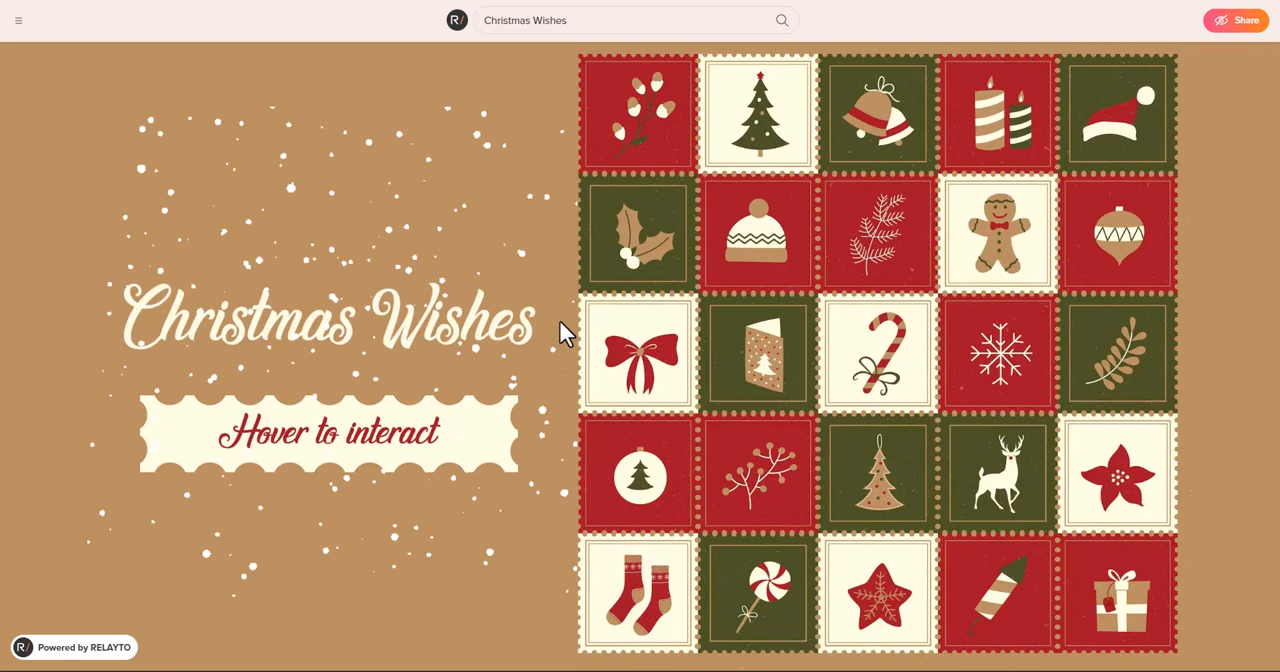 R/
Christmas Wishes
Share
Christmas Wishes
Hover to interact
R/ Powered by RELAYTO